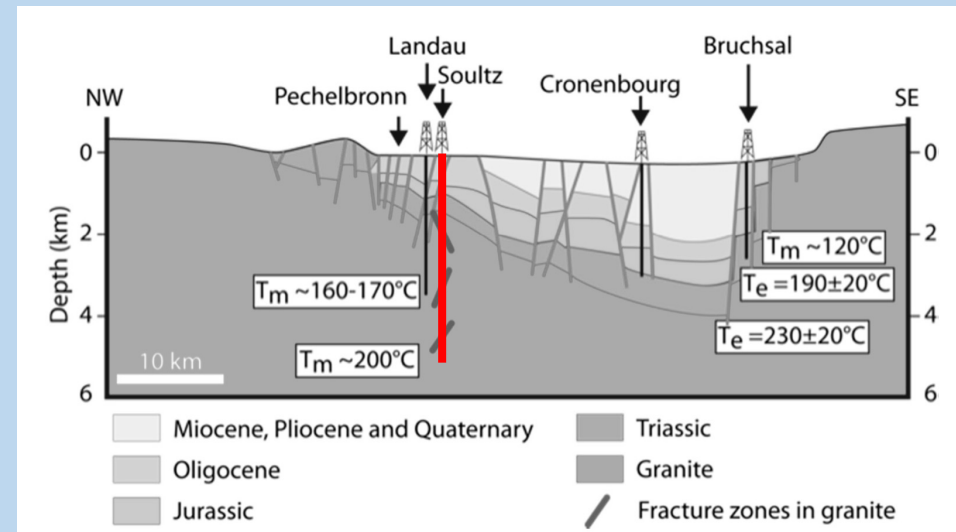 Landau
Bruchsal
Soultz
Cronenbourg
Pechelbronn
NW
SE
0
0
2
2
4
4
6
6
Depth (km)
Tm ~120°C
Te =190±20°C
Tm ~160-170°C
Te =230±20°C
Tm ~200°C
10 km
Miocene, Pliocene and Quaternary
Oligocene
Jurassic
Triassic
Granite
Fracture zones in granite